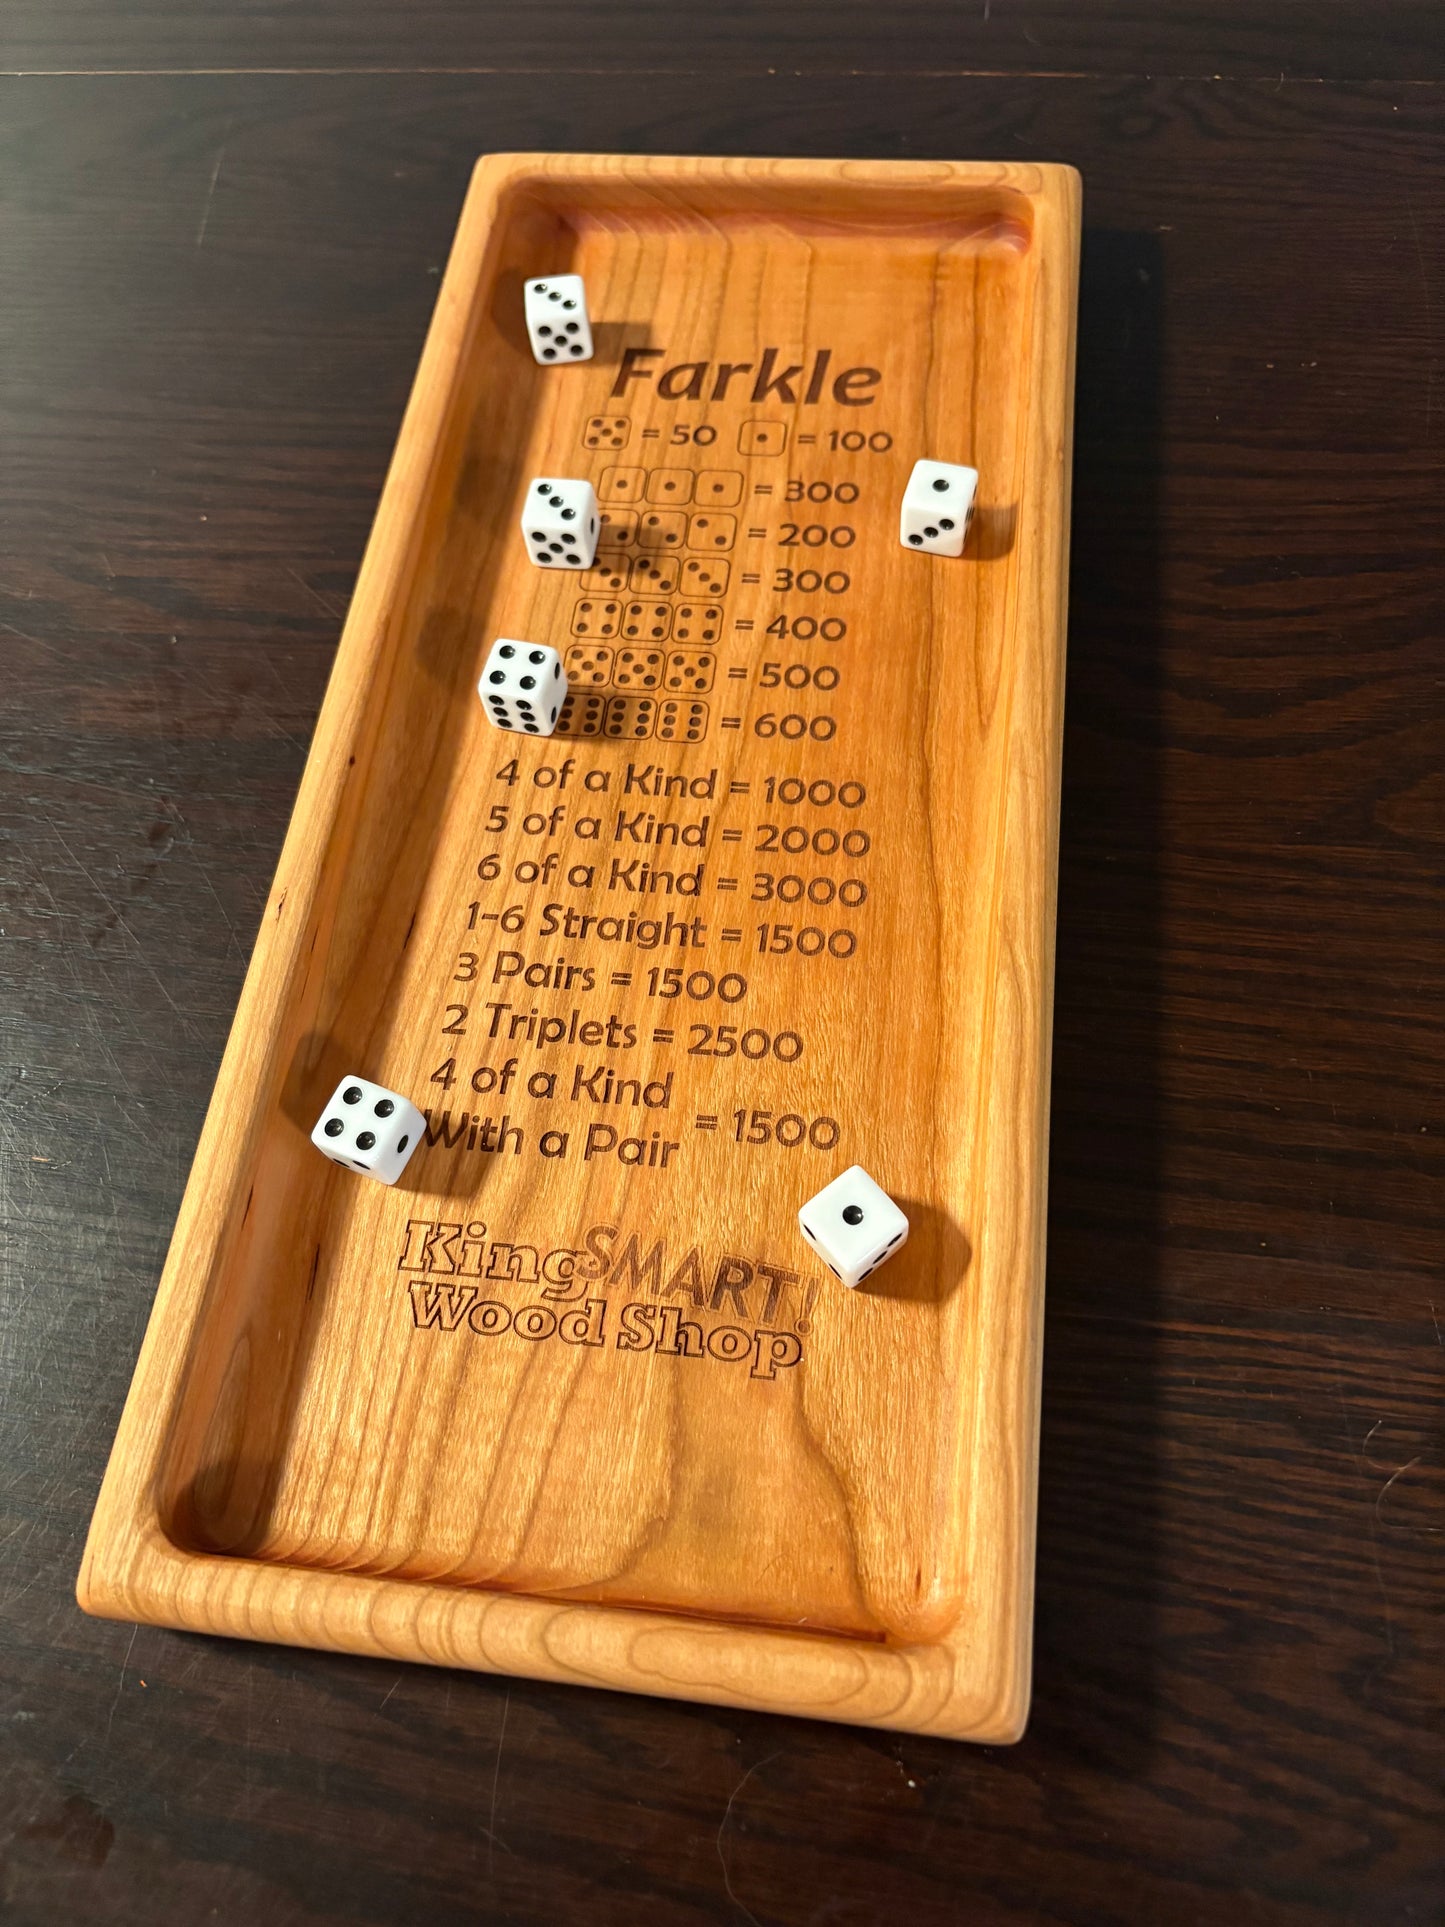 Farkle
= 50 = 100
= 300
= 200
= 300
= 400
= 500
= 600
4 of a Kind = 1000
5 of a Kind = 2000
6 of a Kind = 3000
1-6 Straight = 1500
3 Pairs = 1500
2 Triplets = 2500
4 of a Kind
With a Pair = 1500
KingSMART!
Wood Shop